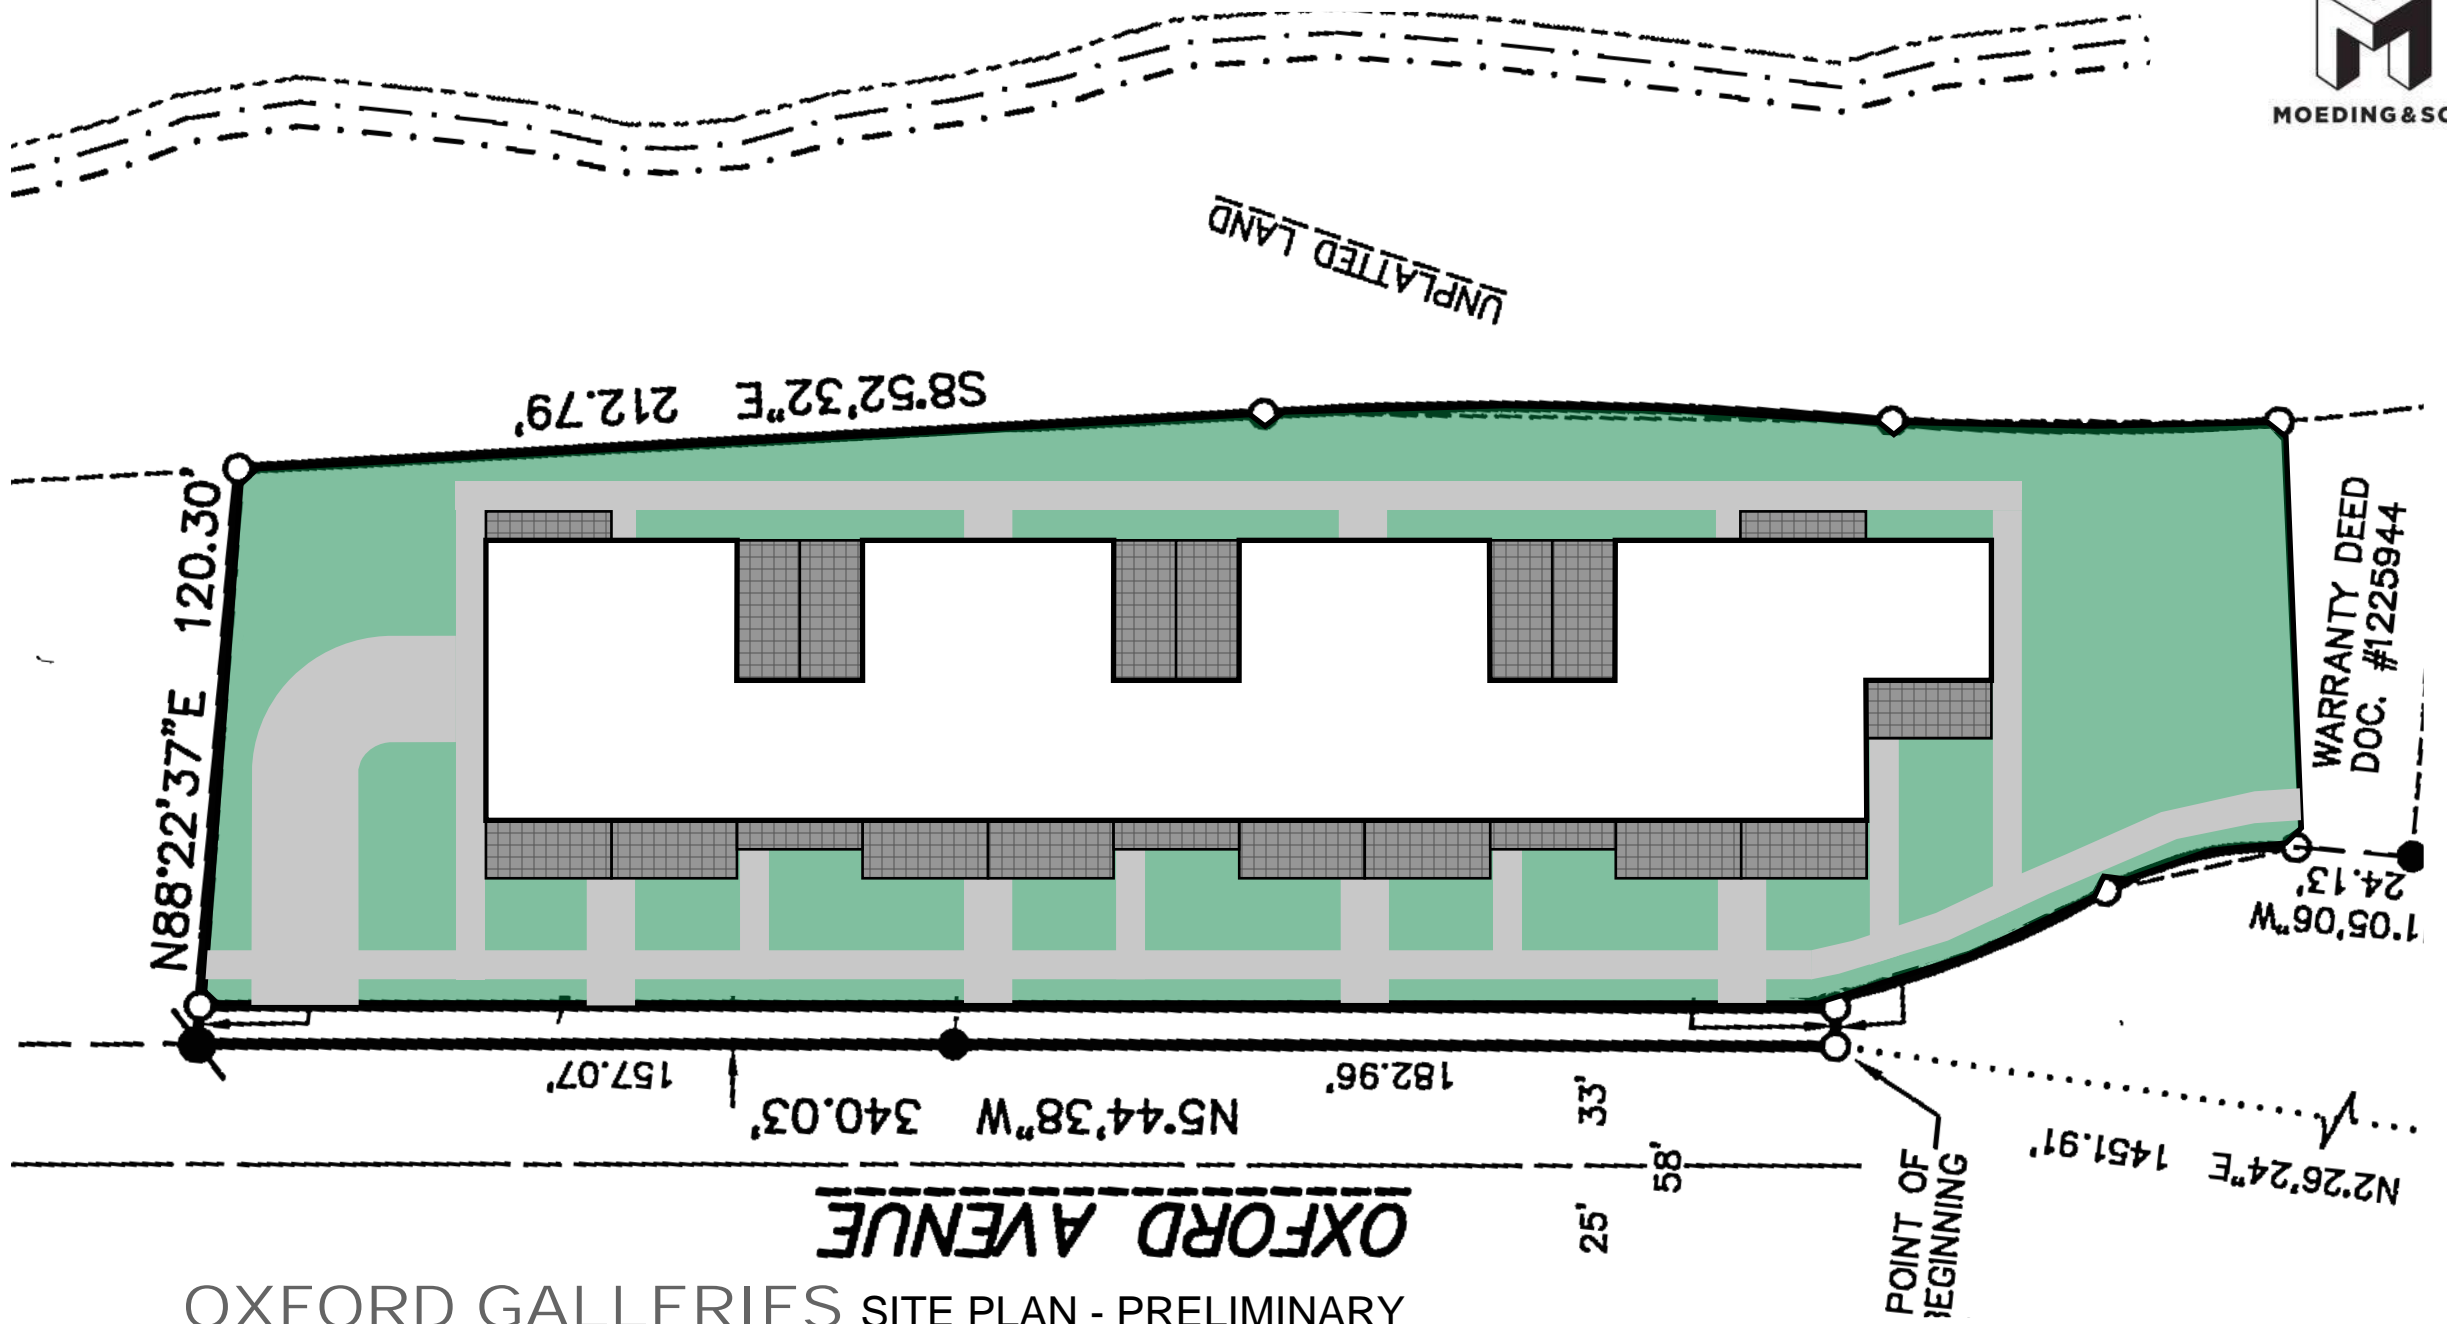 MOEDING&SO
UNPLATTED LAND
S8°52'32"E 212.79'
N88°22'37"E 120.30'
WARRANTY DEED
DOC. #1225944
24.13'
1°05'06"W
157.07'
182.96'
N5°44'38"W 340.03'
33'
58'
25'
N2°26'24"E 1451.91'
POINT OF
BEGINNING
OXFORD AVENUE
OXFORD GALLERIES SITE PLAN - PRELIMINARY